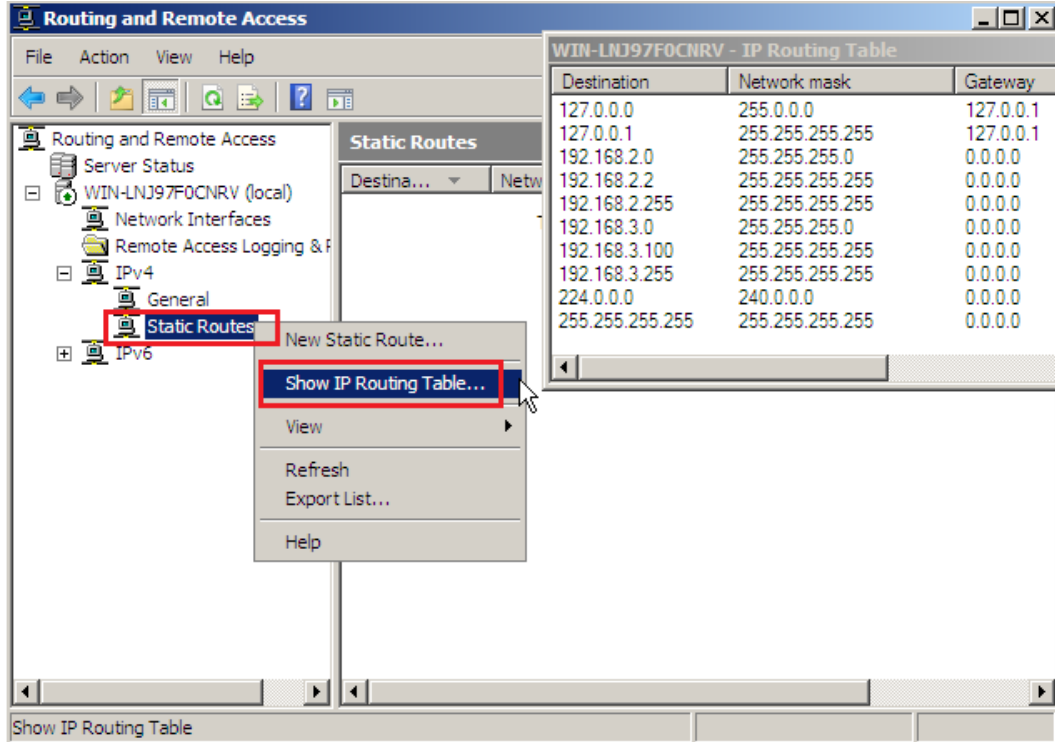 Routing and Remote Access
File Action View Help
Routing and Remote Access
Server Status
WIN-LNJ97F0CNRV (local)
Network Interfaces
Remote Access Logging &
IPv4
General
Static Routes
IPv6
Static Routes
Destina... Netw
New Static Route...
Show IP Routing Table...
View
Refresh
Export List...
Help
WIN-LNJ97F0CNRV - IP Routing Table
Destination Network mask Gateway
127.0.0.0 255.0.0.0 127.0.0.1
127.0.0.1 255.255.255.255 127.0.0.1
192.168.2.0 255.255.255.0 0.0.0.0
192.168.2.2 255.255.255.255 0.0.0.0
192.168.2.255 255.255.255.255 0.0.0.0
192.168.3.0 255.255.255.0 0.0.0.0
192.168.3.100 255.255.255.255 0.0.0.0
192.168.3.255 255.255.255.255 0.0.0.0
224.0.0.0 240.0.0.0 0.0.0.0
255.255.255.255 255.255.255.255 0.0.0.0
Show IP Routing Table